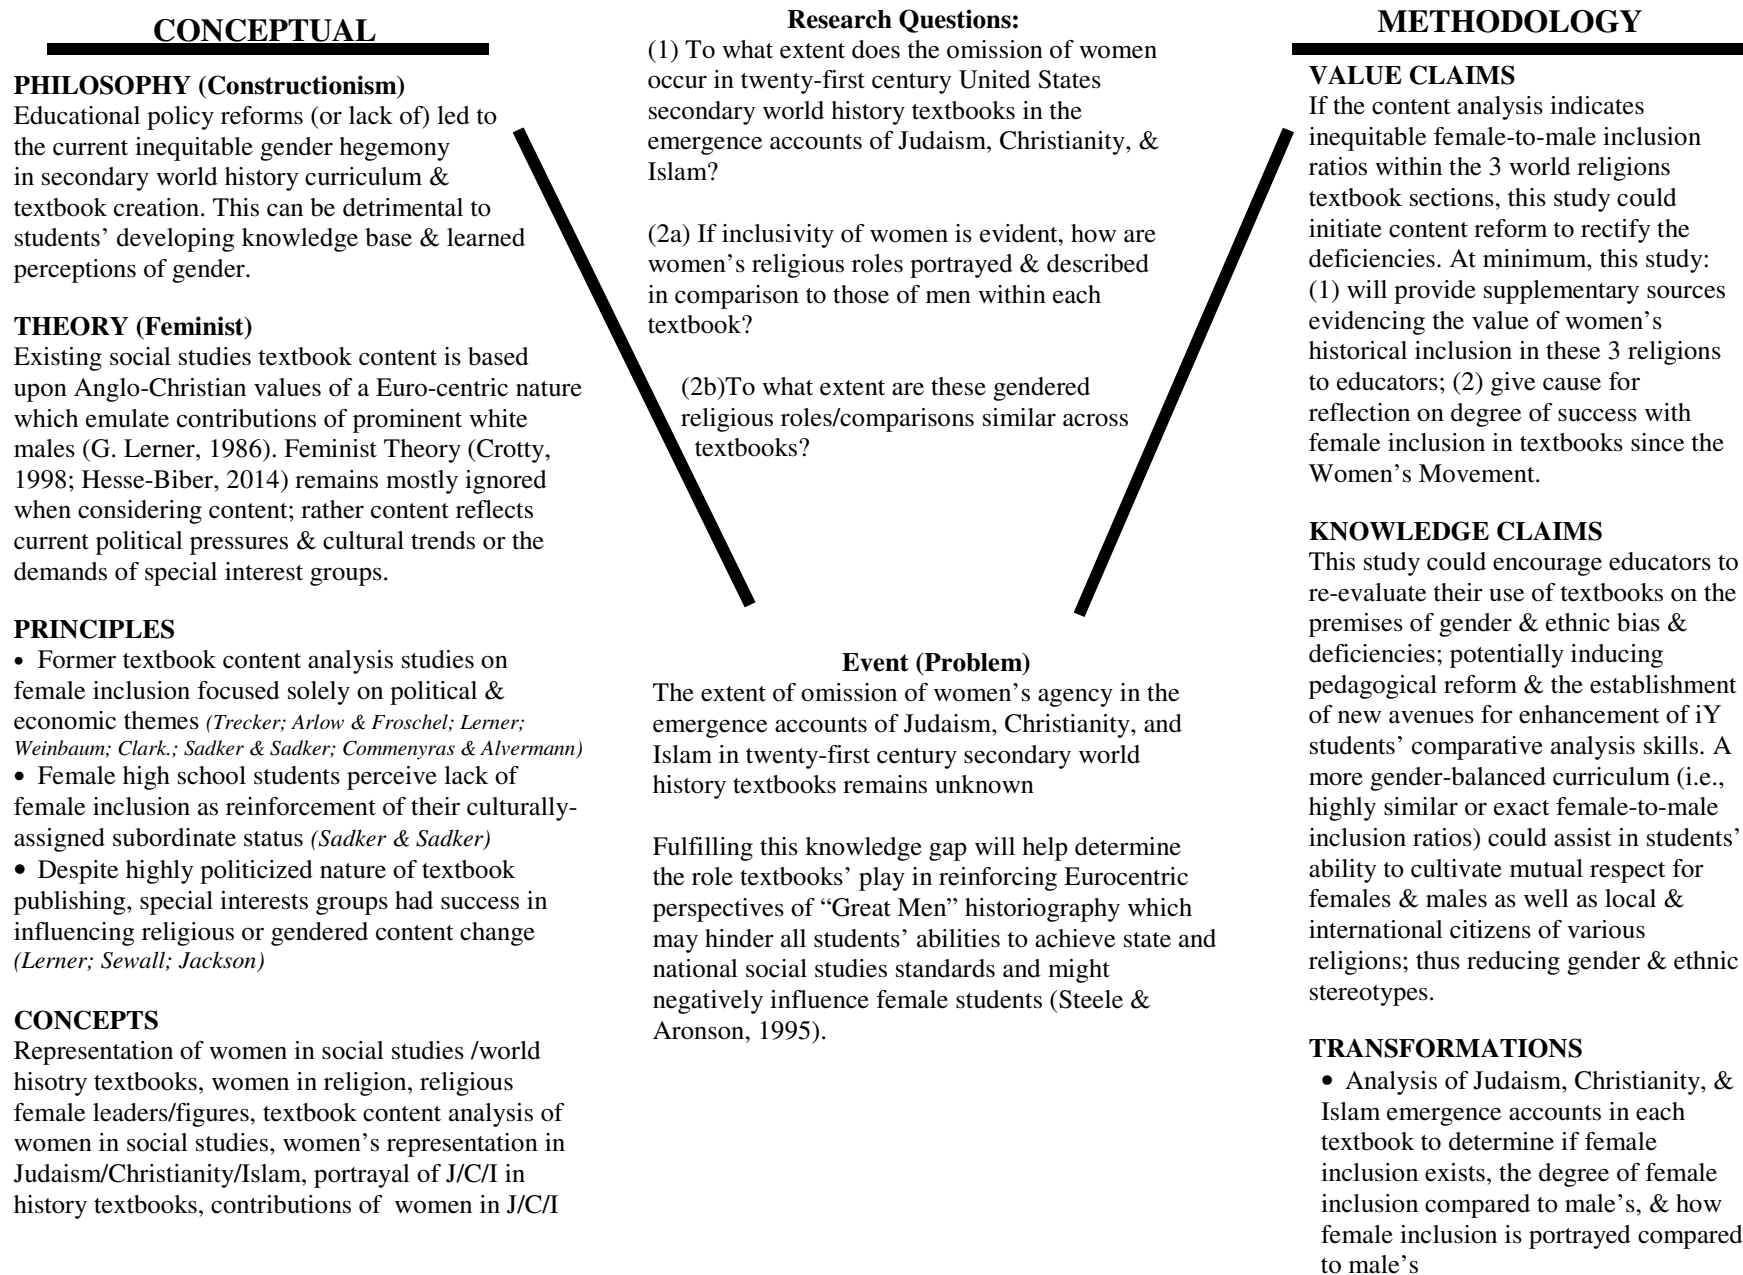 CONCEPTUAL
PHILOSOPHY (Constructionism)
Educational policy reforms (or lack of) led to
the current inequitable gender hegemony
in secondary world history curriculum &
textbook creation. This can be detrimental to
students’ developing knowledge base & learned
perceptions of gender.
THEORY (Feminist)
Existing social studies textbook content is based
upon Anglo-Christian values of a Euro-centric nature
which emulate contributions of prominent white
males (G. Lerner, 1986). Feminist Theory (Crotty,
1998; Hesse-Biber, 2014) remains mostly ignored
when considering content; rather content reflects
current political pressures & cultural trends or the
demands of special interest groups.
PRINCIPLES
• Former textbook content analysis studies on
female inclusion focused solely on political &
economic themes (Trecker; Arlow & Froschel; Lerner;
Weinbaum; Clark.; Sadker & Sadker; Commenyras & Alvermann)
• Female high school students perceive lack of
female inclusion as reinforcement of their culturally-
assigned subordinate status (Sadker & Sadker)
• Despite highly politicized nature of textbook
publishing, special interests groups had success in
influencing religious or gendered content change
(Lerner; Sewall; Jackson)
CONCEPTS
Representation of women in social studies /world
hisotry textbooks, women in religion, religious
female leaders/figures, textbook content analysis of
women in social studies, women’s representation in
Judaism/Christianity/Islam, portrayal of J/C/I in
history textbooks, contributions of women in J/C/I
Research Questions:
(1) To what extent does the omission of women
occur in twenty-first century United States
secondary world history textbooks in the
emergence accounts of Judaism, Christianity, &
Islam?
(2a) If inclusivity of women is evident, how are
women’s religious roles portrayed & described
in comparison to those of men within each
textbook?
(2b)To what extent are these gendered
religious roles/comparisons similar across
textbooks?
Event (Problem)
The extent of omission of women’s agency in the
emergence accounts of Judaism, Christianity, and
Islam in twenty-first century secondary world
history textbooks remains unknown
Fulfilling this knowledge gap will help determine
the role textbooks’ play in reinforcing Eurocentric
perspectives of “Great Men” historiography which
may hinder all students’ abilities to achieve state and
national social studies standards and might
negatively influence female students (Steele &
Aronson, 1995).
METHODOLOGY
VALUE CLAIMS
If the content analysis indicates
inequitable female-to-male inclusion
ratios within the 3 world religions
textbook sections, this study could
initiate content reform to rectify the
deficiencies. At minimum, this study:
(1) will provide supplementary sources
evidencing the value of women’s
historical inclusion in these 3 religions
to educators; (2) give cause for
reflection on degree of success with
female inclusion in textbooks since the
Women’s Movement.
KNOWLEDGE CLAIMS
This study could encourage educators to
re-evaluate their use of textbooks on the
premises of gender & ethnic bias &
deficiencies; potentially inducing
pedagogical reform & the establishment
of new avenues for enhancement of iY
students’ comparative analysis skills. A
more gender-balanced curriculum (i.e.,
highly similar or exact female-to-male
inclusion ratios) could assist in students’
ability to cultivate mutual respect for
females & males as well as local &
international citizens of various
religions; thus reducing gender & ethnic
stereotypes.
TRANSFORMATIONS
• Analysis of Judaism, Christianity, &
Islam emergence accounts in each
textbook to determine if female
inclusion exists, the degree of female
inclusion compared to male’s, & how
female inclusion is portrayed compared
to male’s